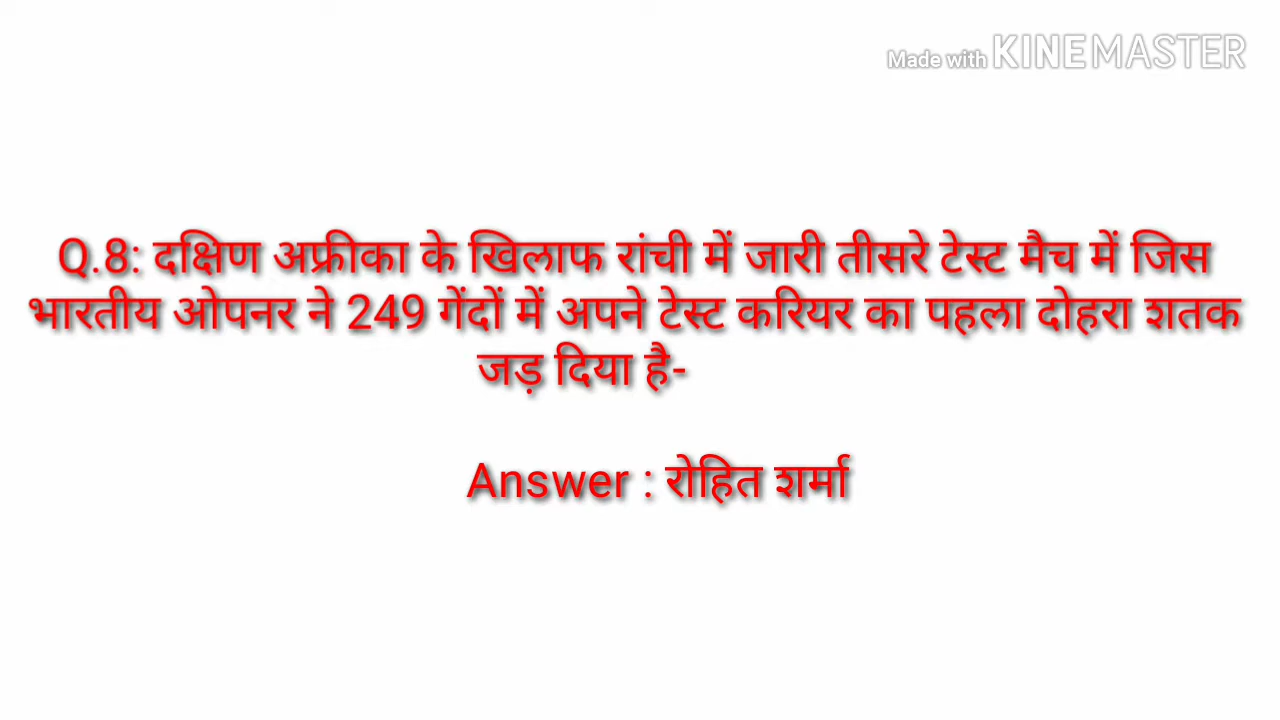 Made with KINEMASTER
Q.8: दक्षिण अफ्रीका के खिलाफ रांची में जारी तीसरे टेस्ट मैच में जिस
भारतीय ओपनर ने 249 गेंदों में अपने टेस्ट करियर का पहला दोहरा शतक
जड़ दिया है-
Answer : रोहित शर्मा